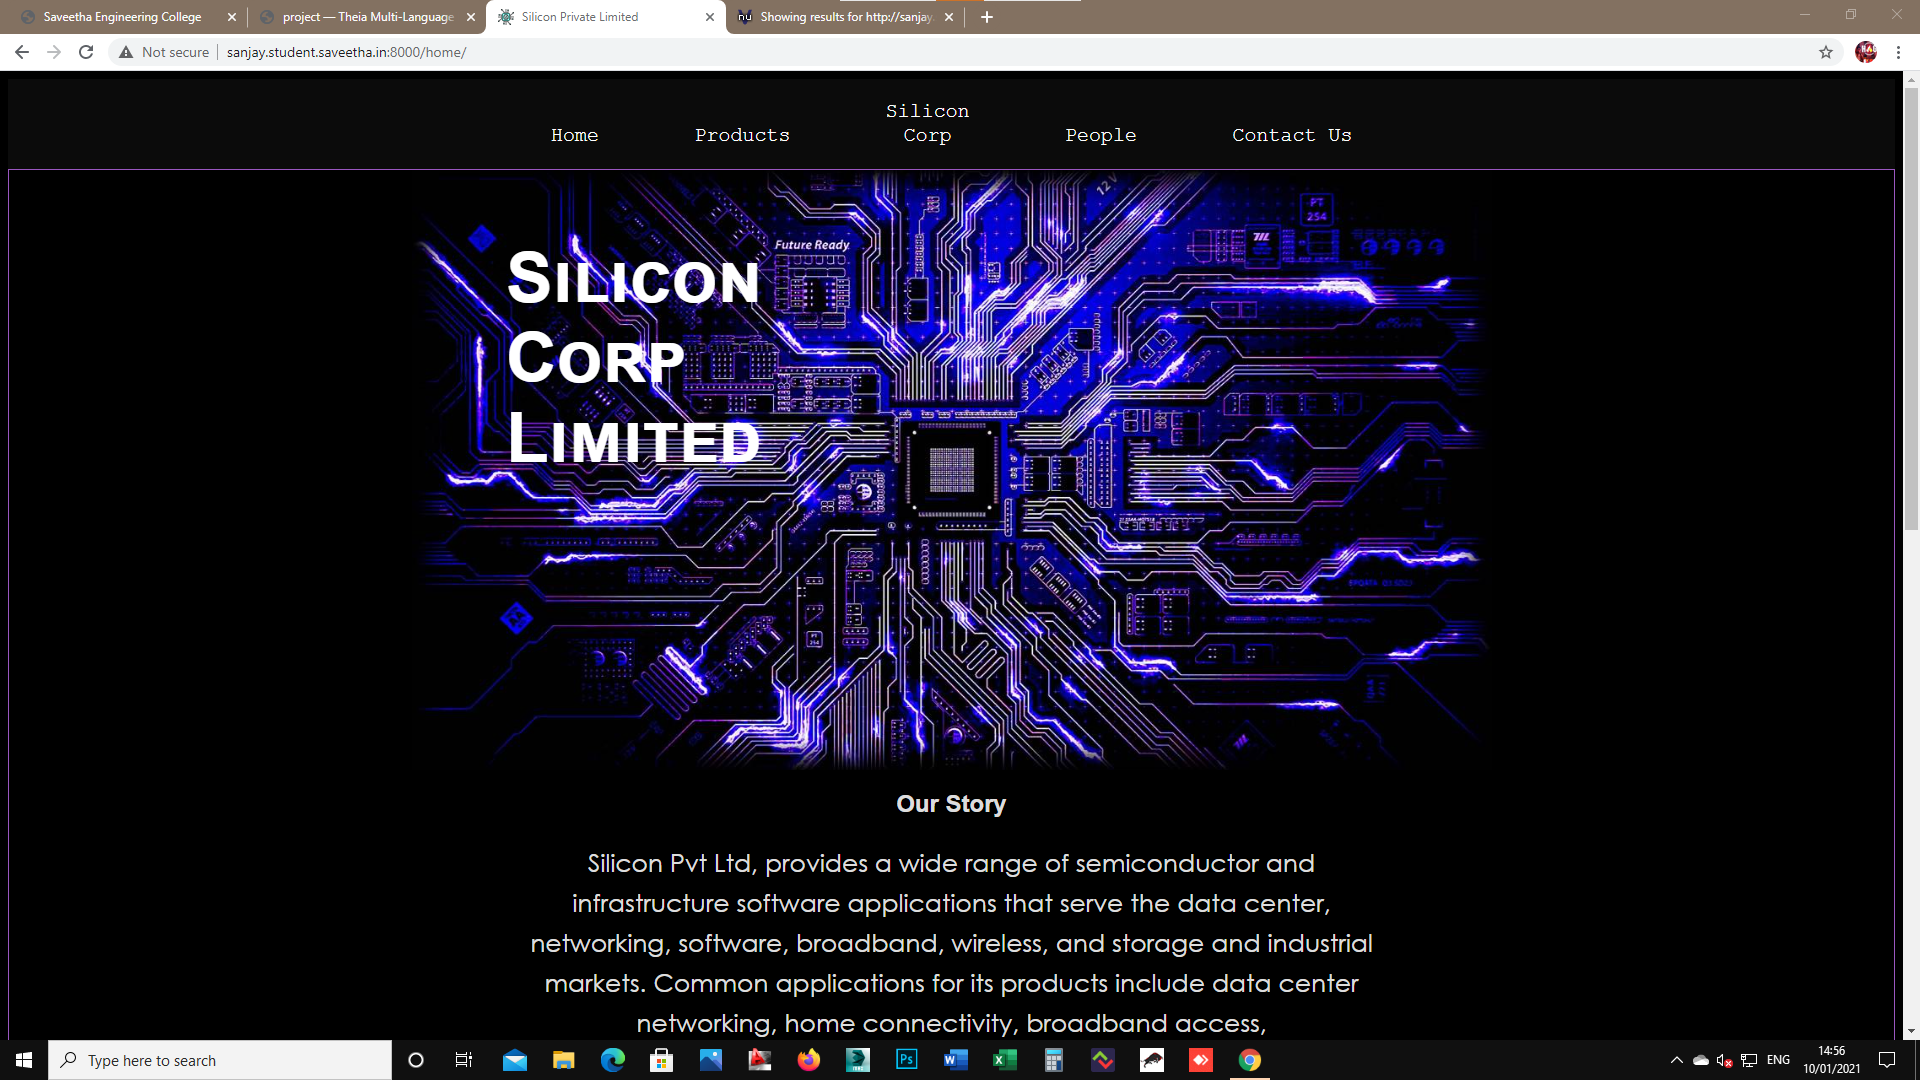 Saveetha Engineering College
project — Theia Multi-Language
Silicon Private Limited
Showing results for http://sanjay.
Not secure
sanjay.student.saveetha.in:8000/home/
Home
Products
Silicon
Corp
People
Contact Us
12 V
PT
254
Future Ready
Silicon
Corp
Limited
Our Story
Silicon Pvt Ltd, provides a wide range of semiconductor and
infrastructure software applications that serve the data center,
networking, software, broadband, wireless, and storage and industrial
markets. Common applications for its products include data center
networking, home connectivity, broadband access,
Type here to search
Ps
ENG
14:56
10/01/2021